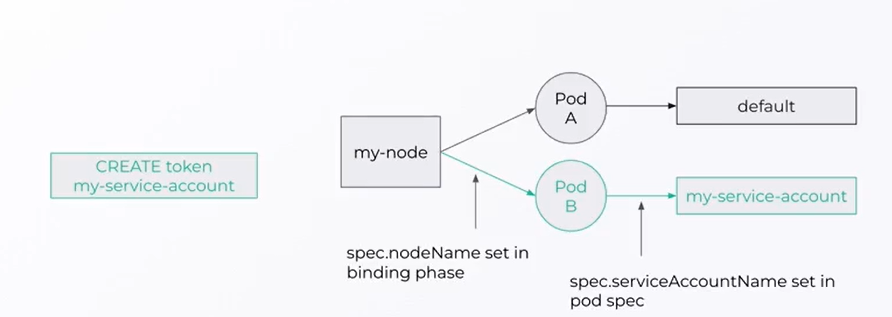 CREATE token
my-service-account
my-node
Pod
A
default
Pod
B
my-service-account
spec.nodeName set in
binding phase
spec.serviceAccountName set in
pod spec